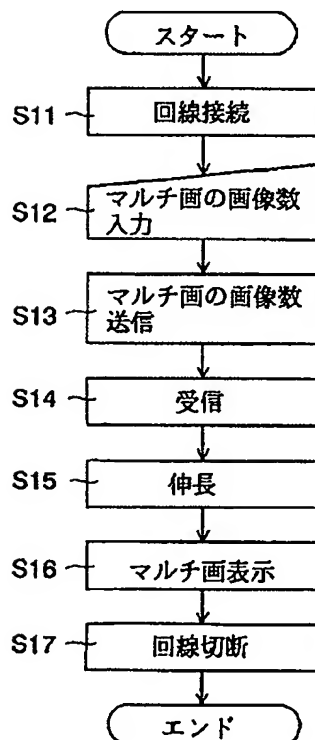 スタート
S11 回線接続
S12 マルチ画の画像数
入力
S13 マルチ画の画像数
送信
S14 受信
S15 伸長
S16 マルチ画表示
S17 回線切断
エンド